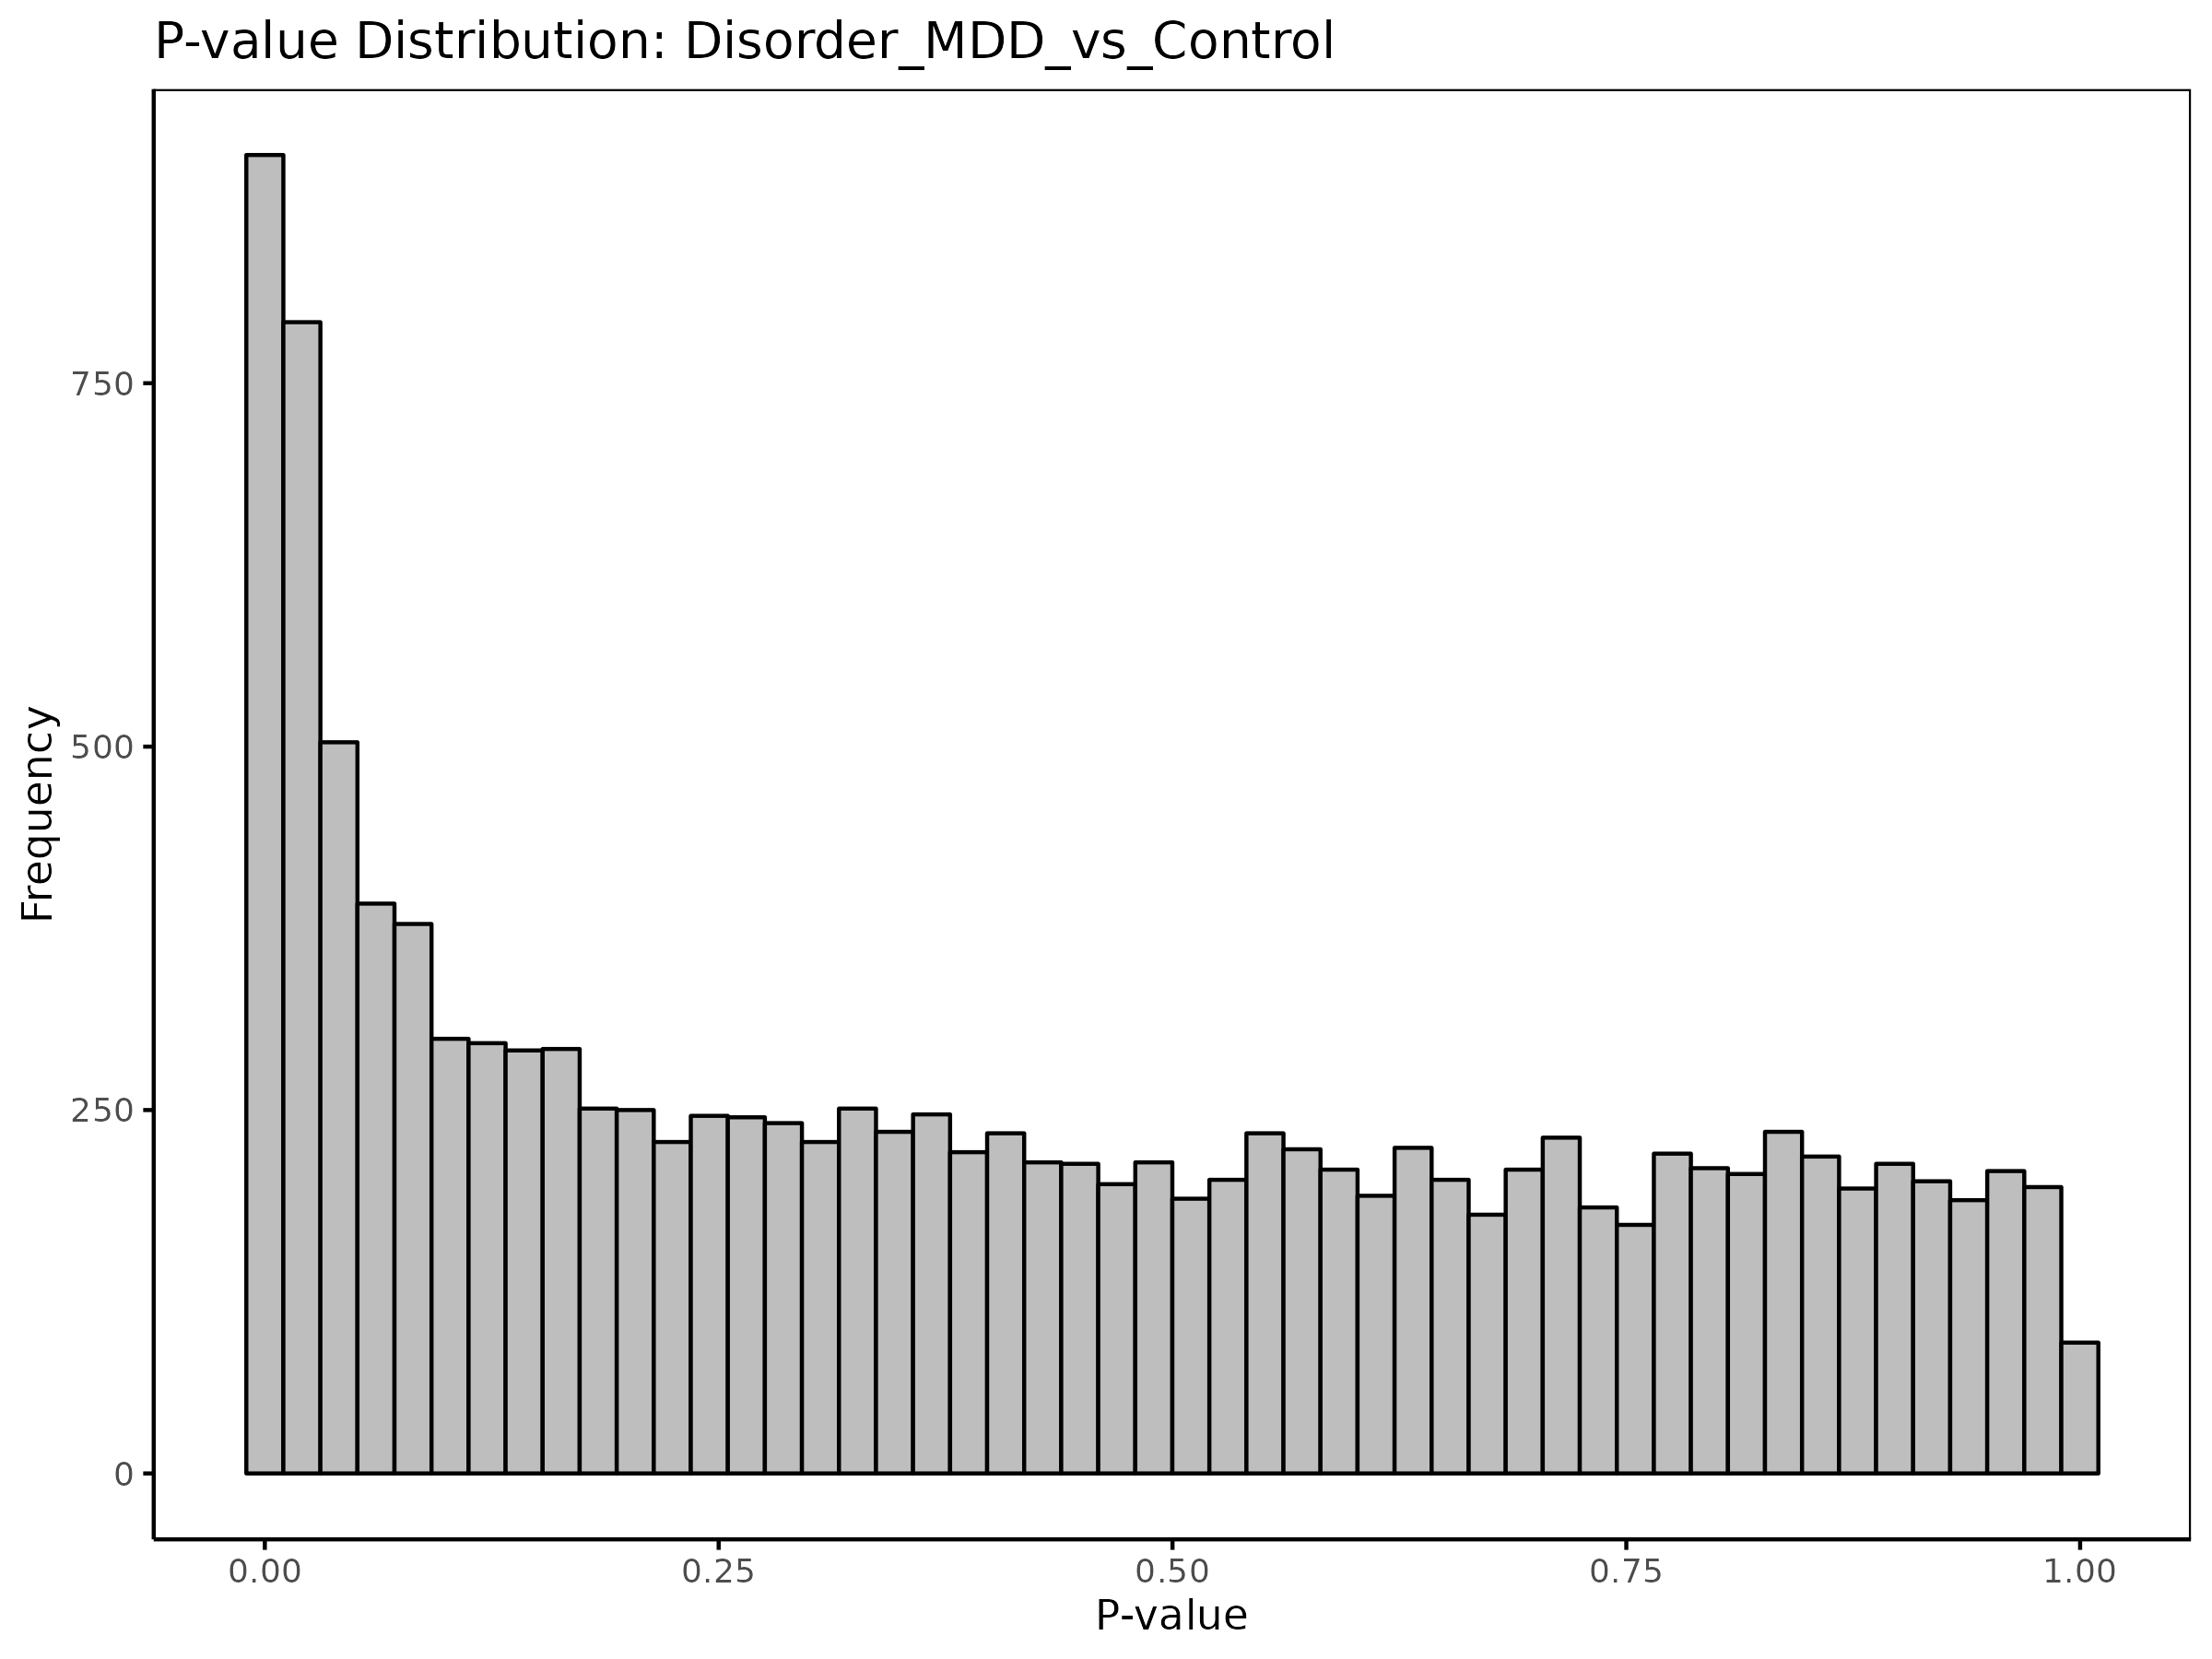 P-value Distribution: Disorder_MDD_vs_Control
Frequency
750
500
250
0
0.00 0.25 0.50 0.75 1.00
P-value